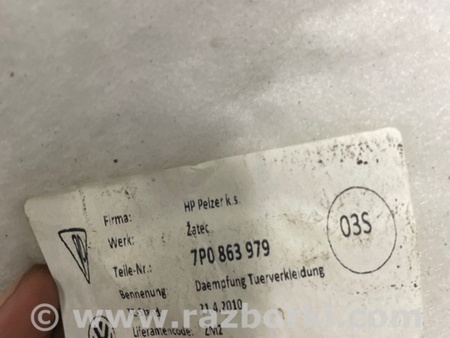 Firma: HP Pelzer k.s.
Werk: Žatec
Teile-Nr.: 7P0 863 979
Benennung: Daempfung Tuerverkleidung
21.4.2010
03S
www.razborki.com